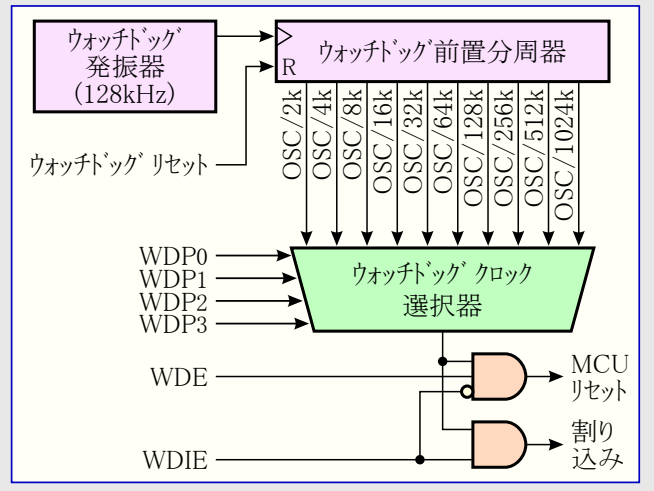 ウォッチドッグ
発振器
(128kHz)
ウォッチドッグ前置分周器
R
ウォッチドッグ リセット
OSC/2k
OSC/4k
OSC/8k
OSC/16k
OSC/32k
OSC/64k
OSC/128k
OSC/256k
OSC/512k
OSC/1024k
WDP0
WDP1
WDP2
WDP3
ウォッチドッグ クロック
選択器
WDE
MCU
リセット
WDIE
割り
込み